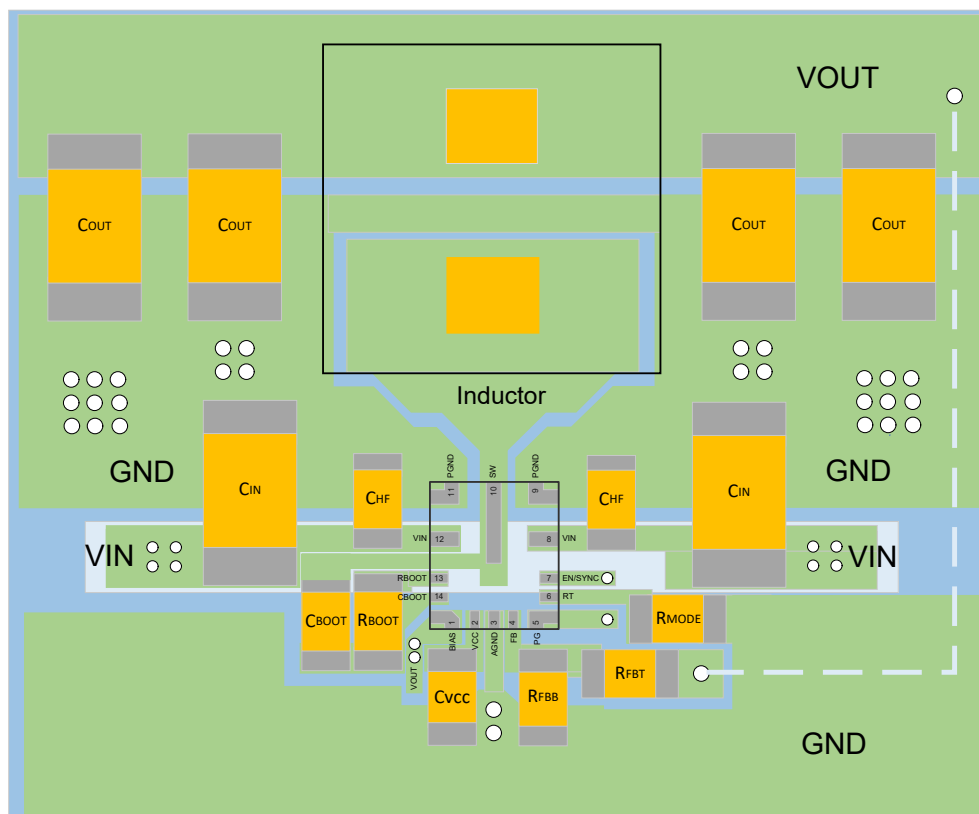 VOUT
COUT
COUT
COUT
COUT
Inductor
GND
GND
CIN
CHF
PGND
SW
PGND
CHF
CIN
11
10
9
VIN
VIN
12
VIN
8
VIN
RBOOT
13
7
EN/SYNC
CBOOT
14
6
RT
CBOOT
RBOOT
RMODE
1
2
3
4
5
BIAS
VCC
AGND
FB
PG
VOUT
CVCC
RFBB
RFBT
GND